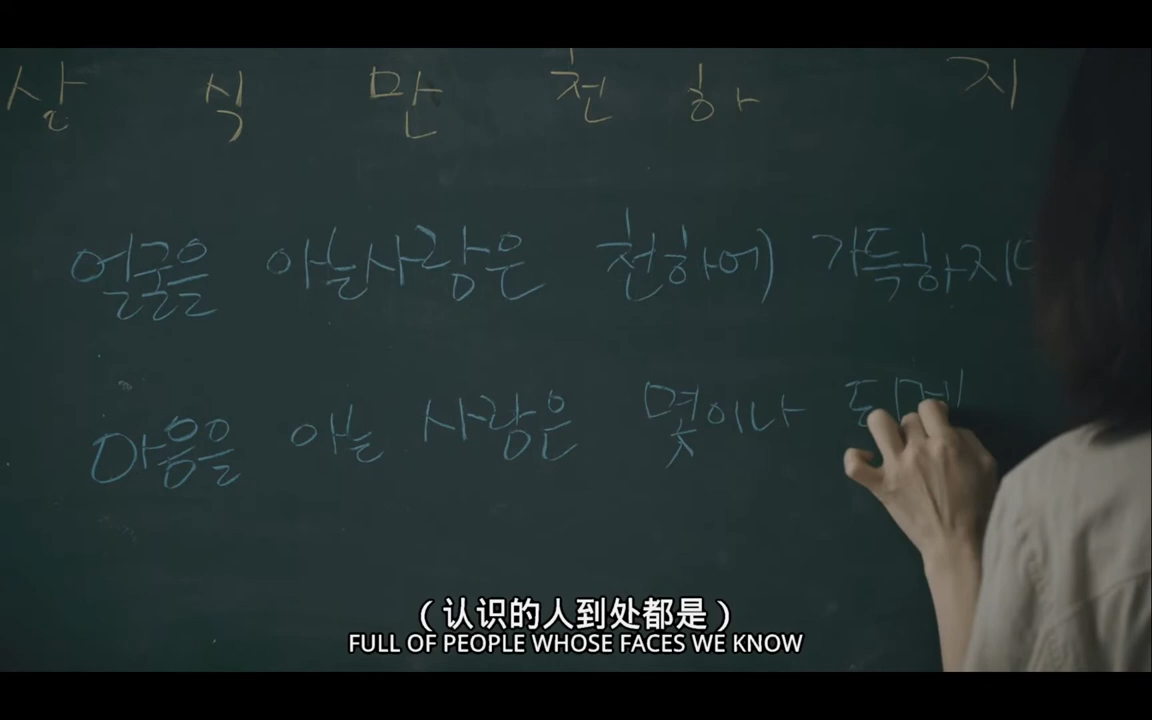 상 식 만 천 하 지
얼굴을 아는사람은 천하에 가득하지
마음을 아는 사람은 몇이나 되
（认识的人到处都是）
FULL OF PEOPLE WHOSE FACES WE KNOW